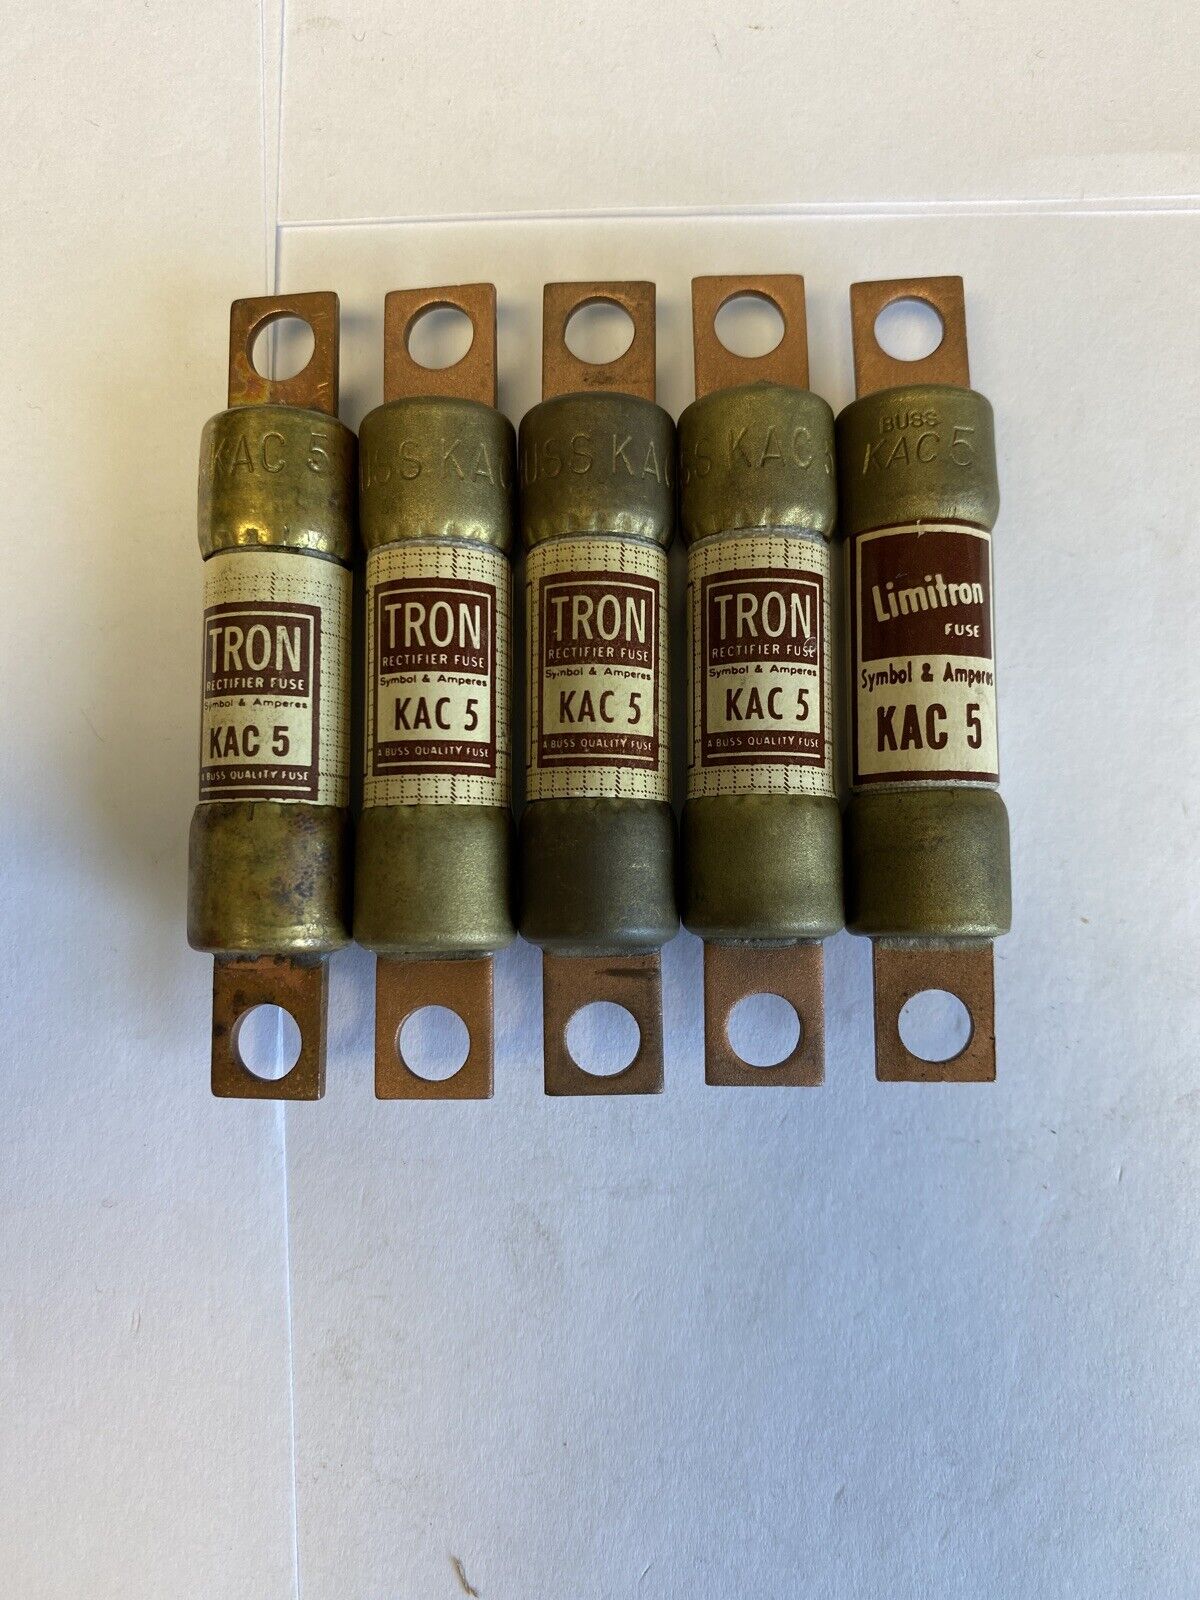 KAC 5
TRON
RECTIFIER FUSE
Symbol & Amperes
KAC 5
A BUSS QUALITY FUSE
USS KAC
TRON
RECTIFIER FUSE
Symbol & Amperes
KAC 5
A BUSS QUALITY FUSE
USS KAC
TRON
RECTIFIER FUSE
Symbol & Amperes
KAC 5
A BUSS QUALITY FUSE
SS KAC 5
TRON
RECTIFIER FUSE
Symbol & Amperes
KAC 5
A BUSS QUALITY FUSE
BUSS
KAC 5
Limitron
FUSE
Symbol & Amperes
KAC 5